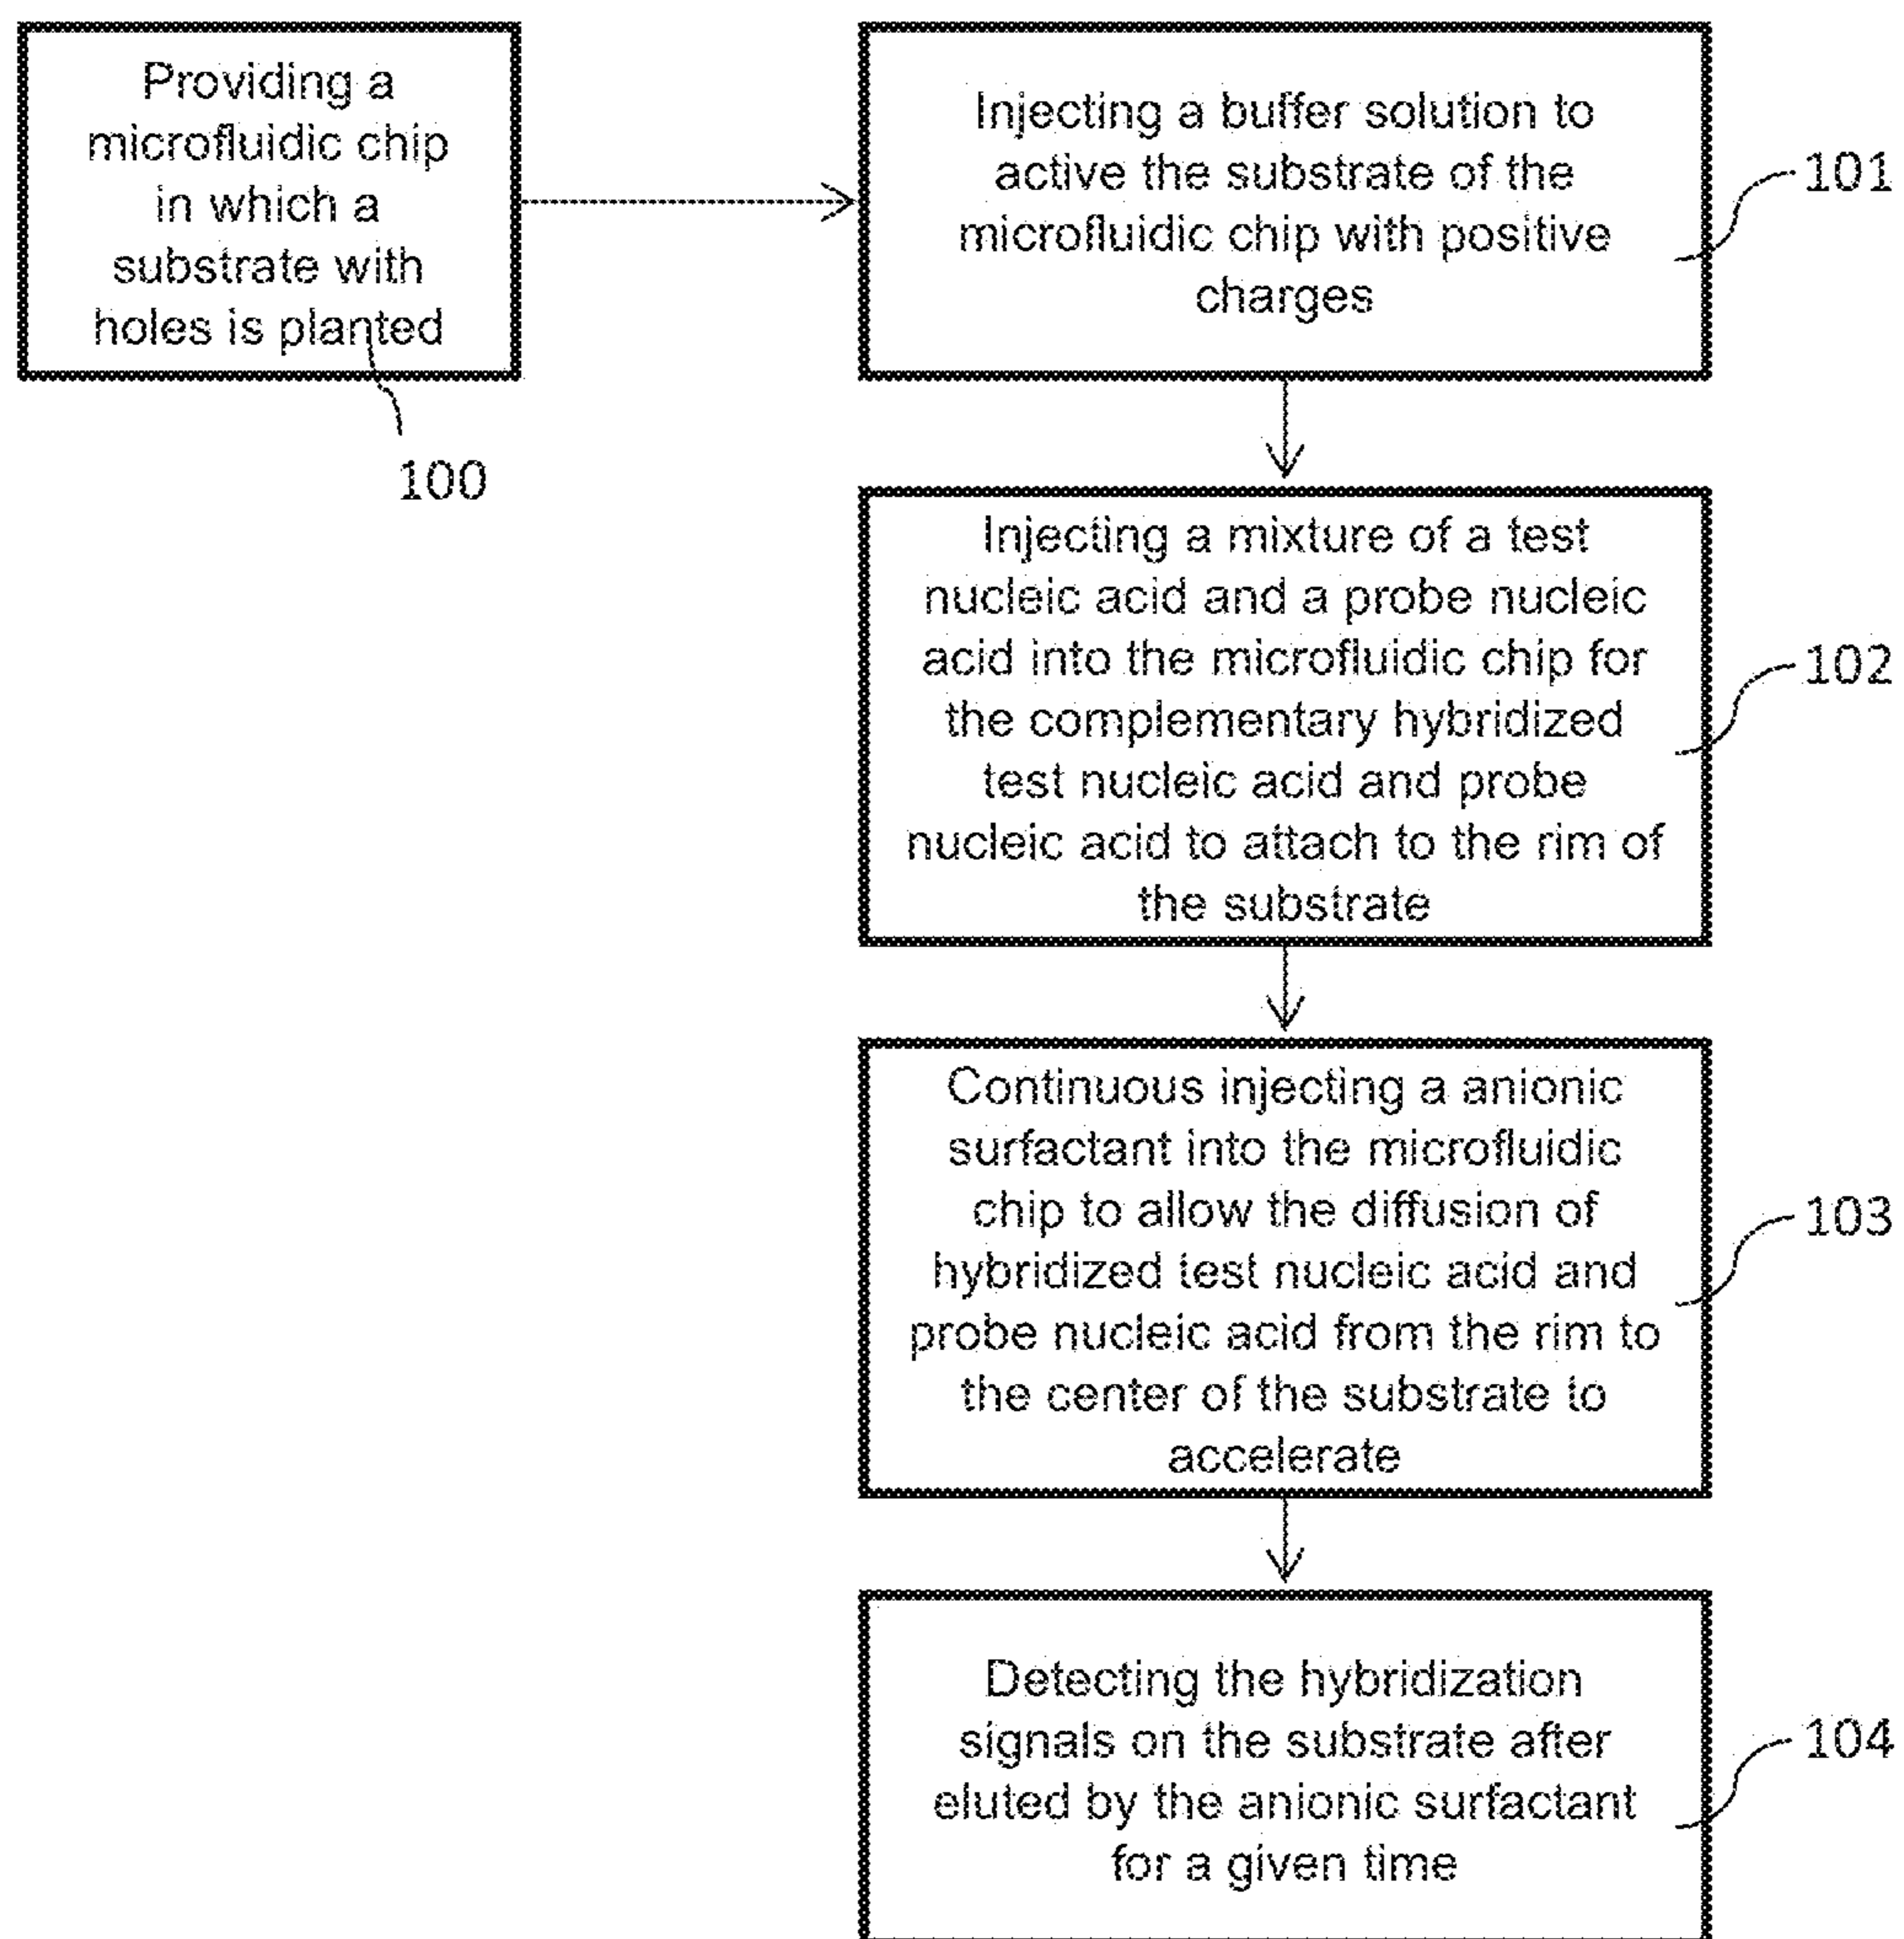 Providing a
microfluidic chip
in which a
substrate with
holes is planted
100
Injecting a buffer solution to
active the substrate of the
microfluidic chip with positive
charges
101
Injecting a mixture of a test
nucleic acid and a probe nucleic
acid into the microfluidic chip for
the complementary hybridized
test nucleic acid and probe
nucleic acid to attach to the rim of
the substrate
102
Continuous injecting a anionic
surfactant into the microfluidic
chip to allow the diffusion of
hybridized test nucleic acid and
probe nucleic acid from the rim to
the center of the substrate to
accelerate
103
Detecting the hybridization
signals on the substrate after
eluted by the anionic surfactant
for a given time
104